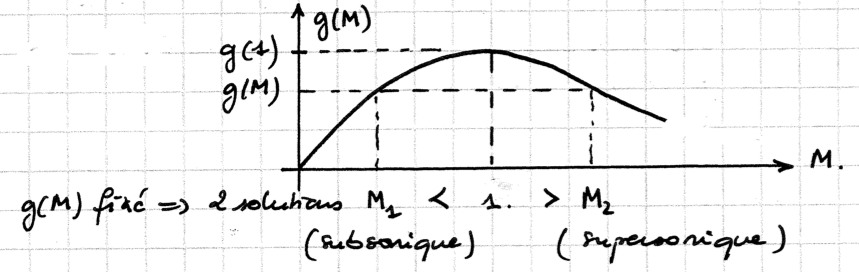 g(M)
g(1)
g(M)
M.
g(M) fixé => 2 solutions M₁ < 1. > M₂
(subsonique) (supersonique)